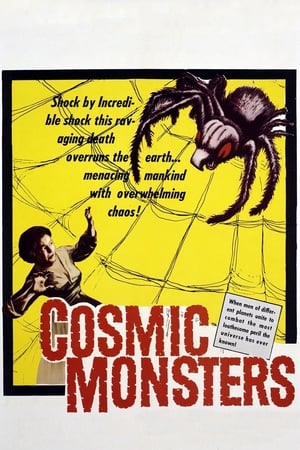 Shock by Incredi-
ble shock this rav-
aging death
overruns the earth...
menacing mankind
with overwhelming
chaos!
COSMIC
MONSTERS
When men of differ-
ent planets unite to
combat the most
loathesome peril the
universe has ever
known!